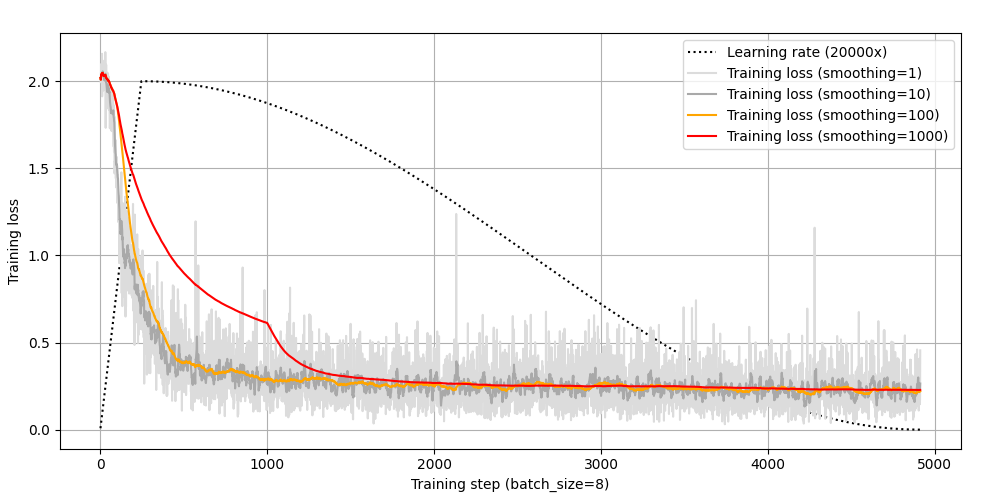 Learning rate (20000x)
Training loss (smoothing=1)
Training loss (smoothing=10)
Training loss (smoothing=100)
Training loss (smoothing=1000)
Training loss
2.0
1.5
1.0
0.5
0.0
0 1000 2000 3000 4000 5000
Training step (batch_size=8)